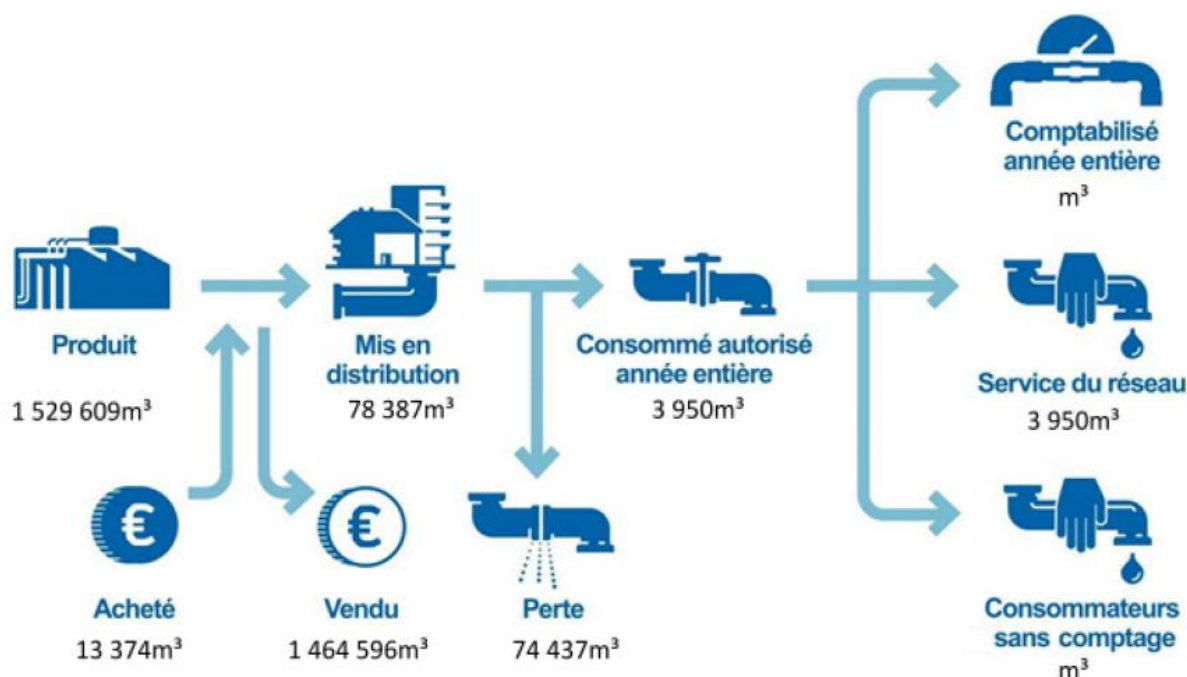 Comptabilisé
année entière
m³
Produit
1 529 609m³
Mis en
distribution
78 387m³
Consommé autorisé
année entière
3 950m³
Service du réseau
3 950m³
€
Acheté
13 374m³
€
Vendu
1 464 596m³
Perte
74 437m³
Consommateurs
sans comptage
m³